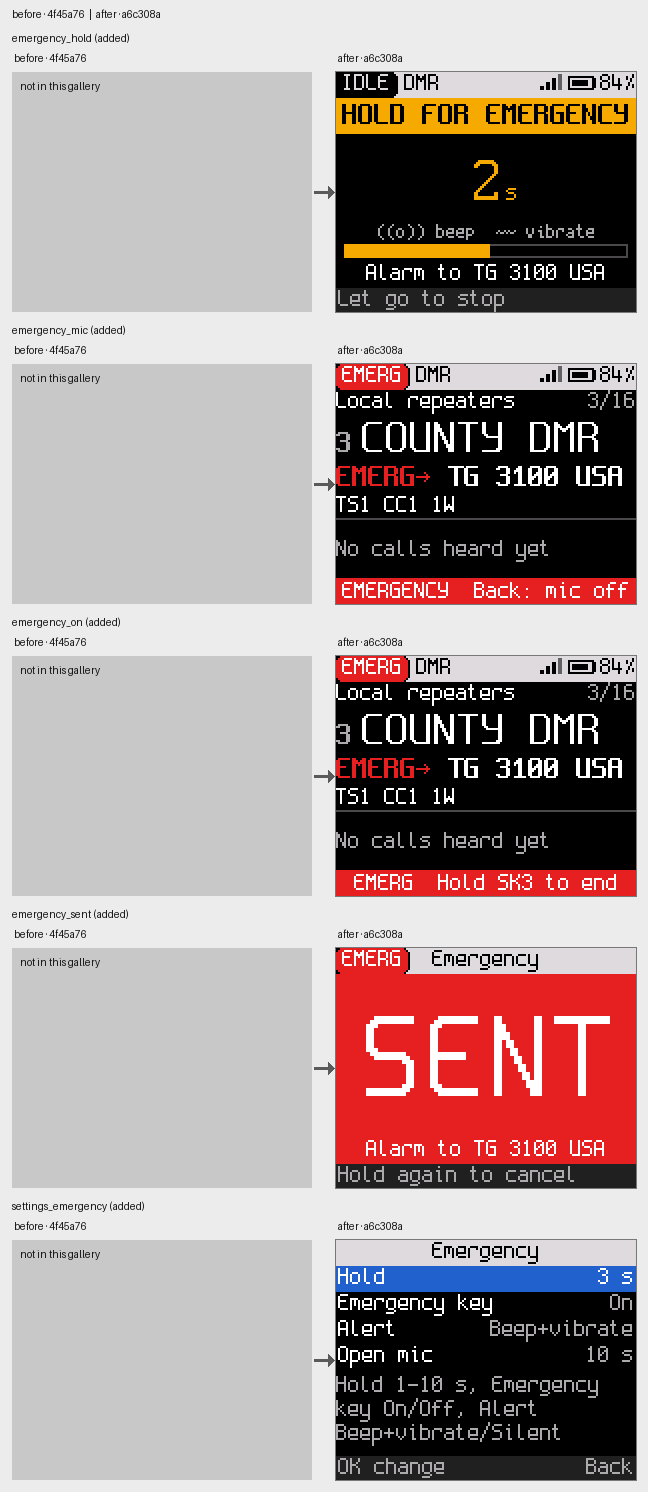 before · 4f45a76 | after · a6c308a
emergency_hold (added)
before · 4f45a76
after · a6c308a
not in this gallery
IDLE DMR 84%
HOLD FOR EMERGENCY
2s
((o)) beep ~~ vibrate
Alarm to TG 3100 USA
Let go to stop
emergency_mic (added)
before · 4f45a76
after · a6c308a
not in this gallery
EMERG DMR 84%
Local repeaters 3/16
3 COUNTY DMR
EMERG→ TG 3100 USA
TS1 CC1 1W
No calls heard yet
EMERGENCY Back: mic off
emergency_on (added)
before · 4f45a76
after · a6c308a
not in this gallery
EMERG DMR 84%
Local repeaters 3/16
3 COUNTY DMR
EMERG→ TG 3100 USA
TS1 CC1 1W
No calls heard yet
EMERG Hold SK3 to end
emergency_sent (added)
before · 4f45a76
after · a6c308a
not in this gallery
EMERG Emergency
SENT
Alarm to TG 3100 USA
Hold again to cancel
settings_emergency (added)
before · 4f45a76
after · a6c308a
not in this gallery
Emergency
Hold 3 s
Emergency key On
Alert Beep+vibrate
Open mic 10 s
Hold 1-10 s, Emergency
key On/Off, Alert
Beep+vibrate/Silent
OK change Back